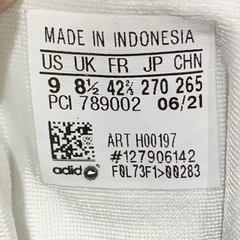 MADE IN INDONESIA
US UK FR JP CHN
9 8½ 42⅔ 270 265
PCI 789002 06/21
ART H00197
#127906142
adic
F0L73F1>00283